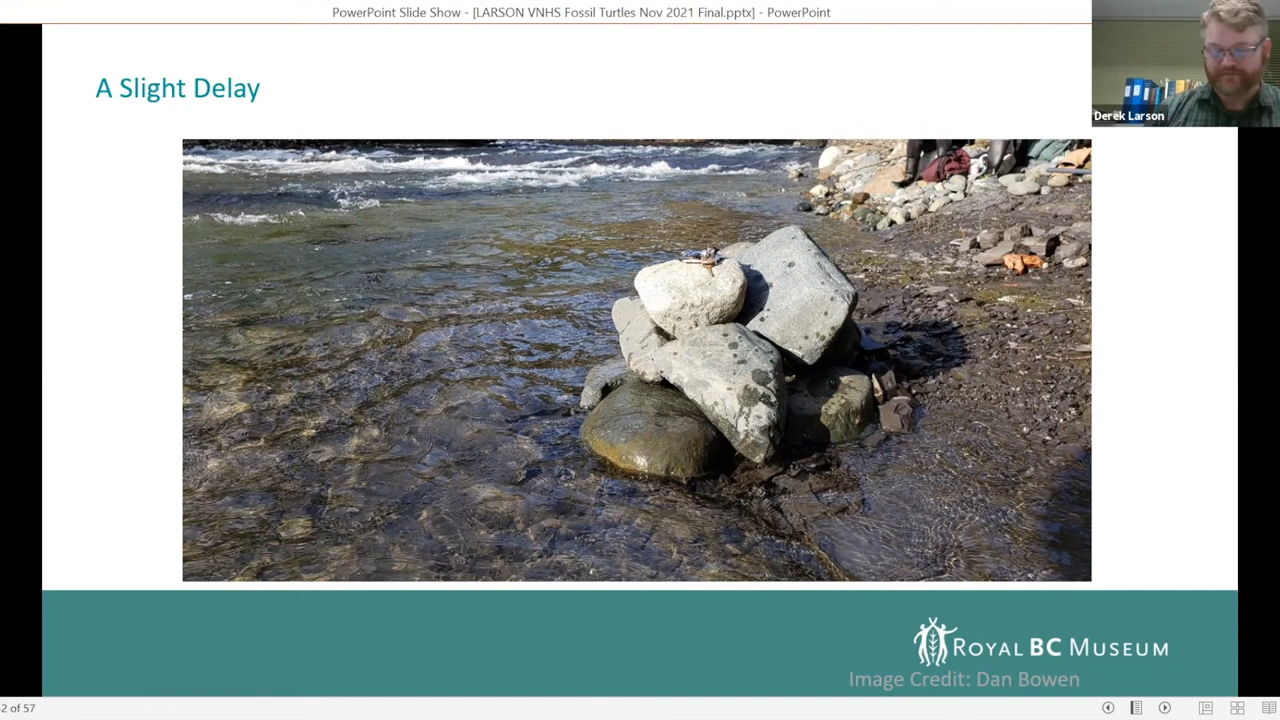 PowerPoint Slide Show - [LARSON VNHS Fossil Turtles Nov 2021 Final.pptx] - PowerPoint
A Slight Delay
Derek Larson
ROYAL BC MUSEUM
Image Credit: Dan Bowen
2 of 57